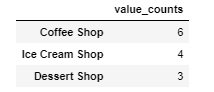 value_counts
Coffee Shop 6
Ice Cream Shop 4
Dessert Shop 3